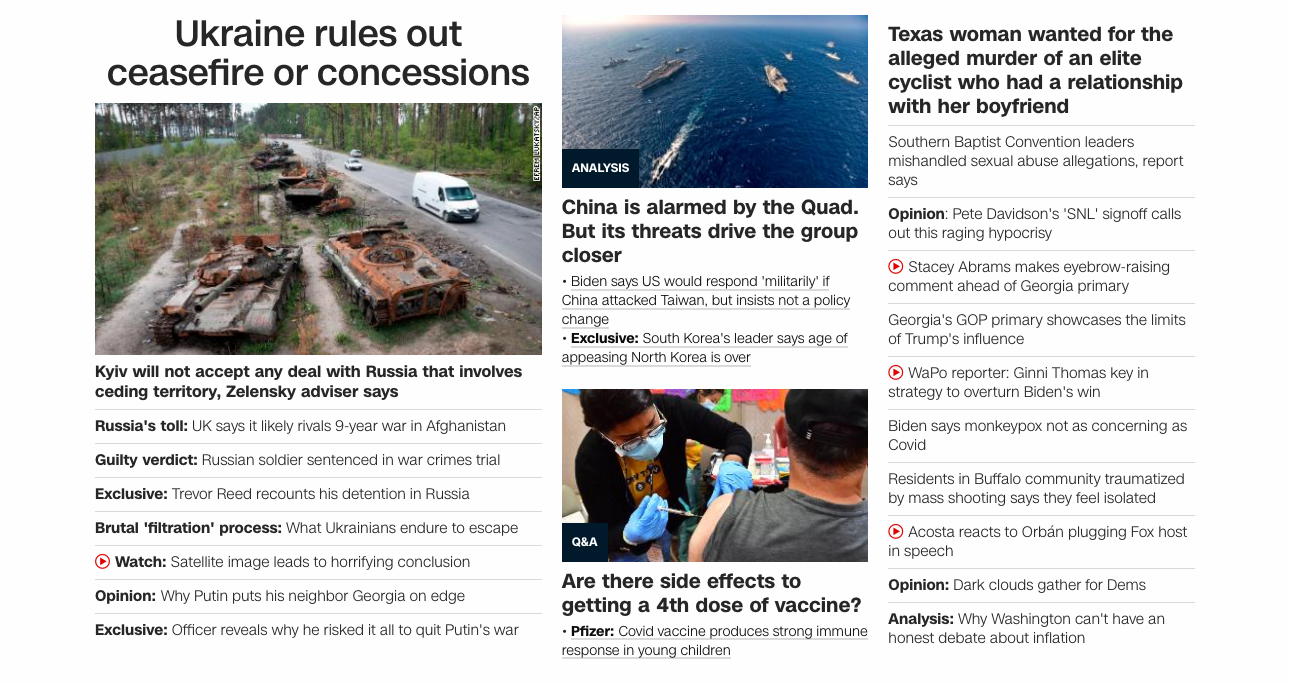 Ukraine rules out
ceasefire or concessions
EFREM LUKATSKY/AP
Kyiv will not accept any deal with Russia that involves
ceding territory, Zelensky adviser says
Russia's toll: UK says it likely rivals 9-year war in Afghanistan
Guilty verdict: Russian soldier sentenced in war crimes trial
Exclusive: Trevor Reed recounts his detention in Russia
Brutal 'filtration' process: What Ukrainians endure to escape
Watch: Satellite image leads to horrifying conclusion
Opinion: Why Putin puts his neighbor Georgia on edge
Exclusive: Officer reveals why he risked it all to quit Putin's war
ANALYSIS
China is alarmed by the Quad.
But its threats drive the group
closer
• Biden says US would respond 'militarily' if
China attacked Taiwan, but insists not a policy
change
• Exclusive: South Korea's leader says age of
appeasing North Korea is over
Q&A
Are there side effects to
getting a 4th dose of vaccine?
• Pfizer: Covid vaccine produces strong immune
response in young children
Texas woman wanted for the
alleged murder of an elite
cyclist who had a relationship
with her boyfriend
Southern Baptist Convention leaders
mishandled sexual abuse allegations, report
says
Opinion: Pete Davidson's 'SNL' signoff calls
out this raging hypocrisy
Stacey Abrams makes eyebrow-raising
comment ahead of Georgia primary
Georgia's GOP primary showcases the limits
of Trump's influence
WaPo reporter: Ginni Thomas key in
strategy to overturn Biden's win
Biden says monkeypox not as concerning as
Covid
Residents in Buffalo community traumatized
by mass shooting says they feel isolated
Acosta reacts to Orbán plugging Fox host
in speech
Opinion: Dark clouds gather for Dems
Analysis: Why Washington can't have an
honest debate about inflation